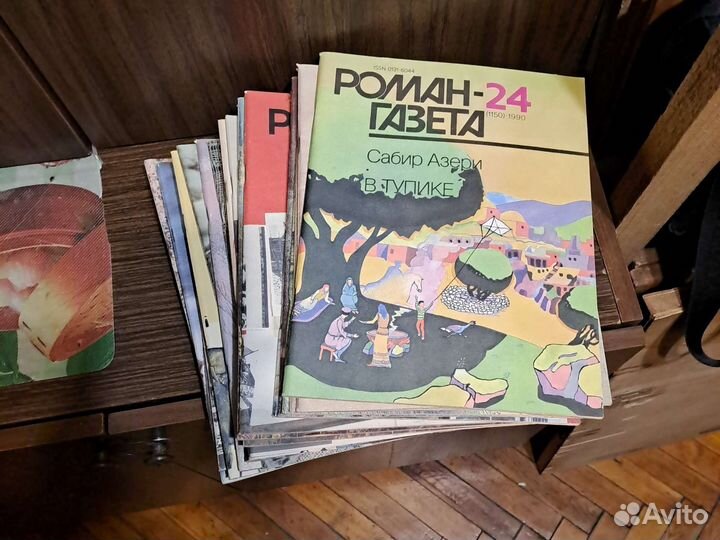 ISSN 0131-6044
РОМАН-24
ГАЗЕТА (1150)·1990
Сабир Азери
В ТУПИКЕ
Р
Avito